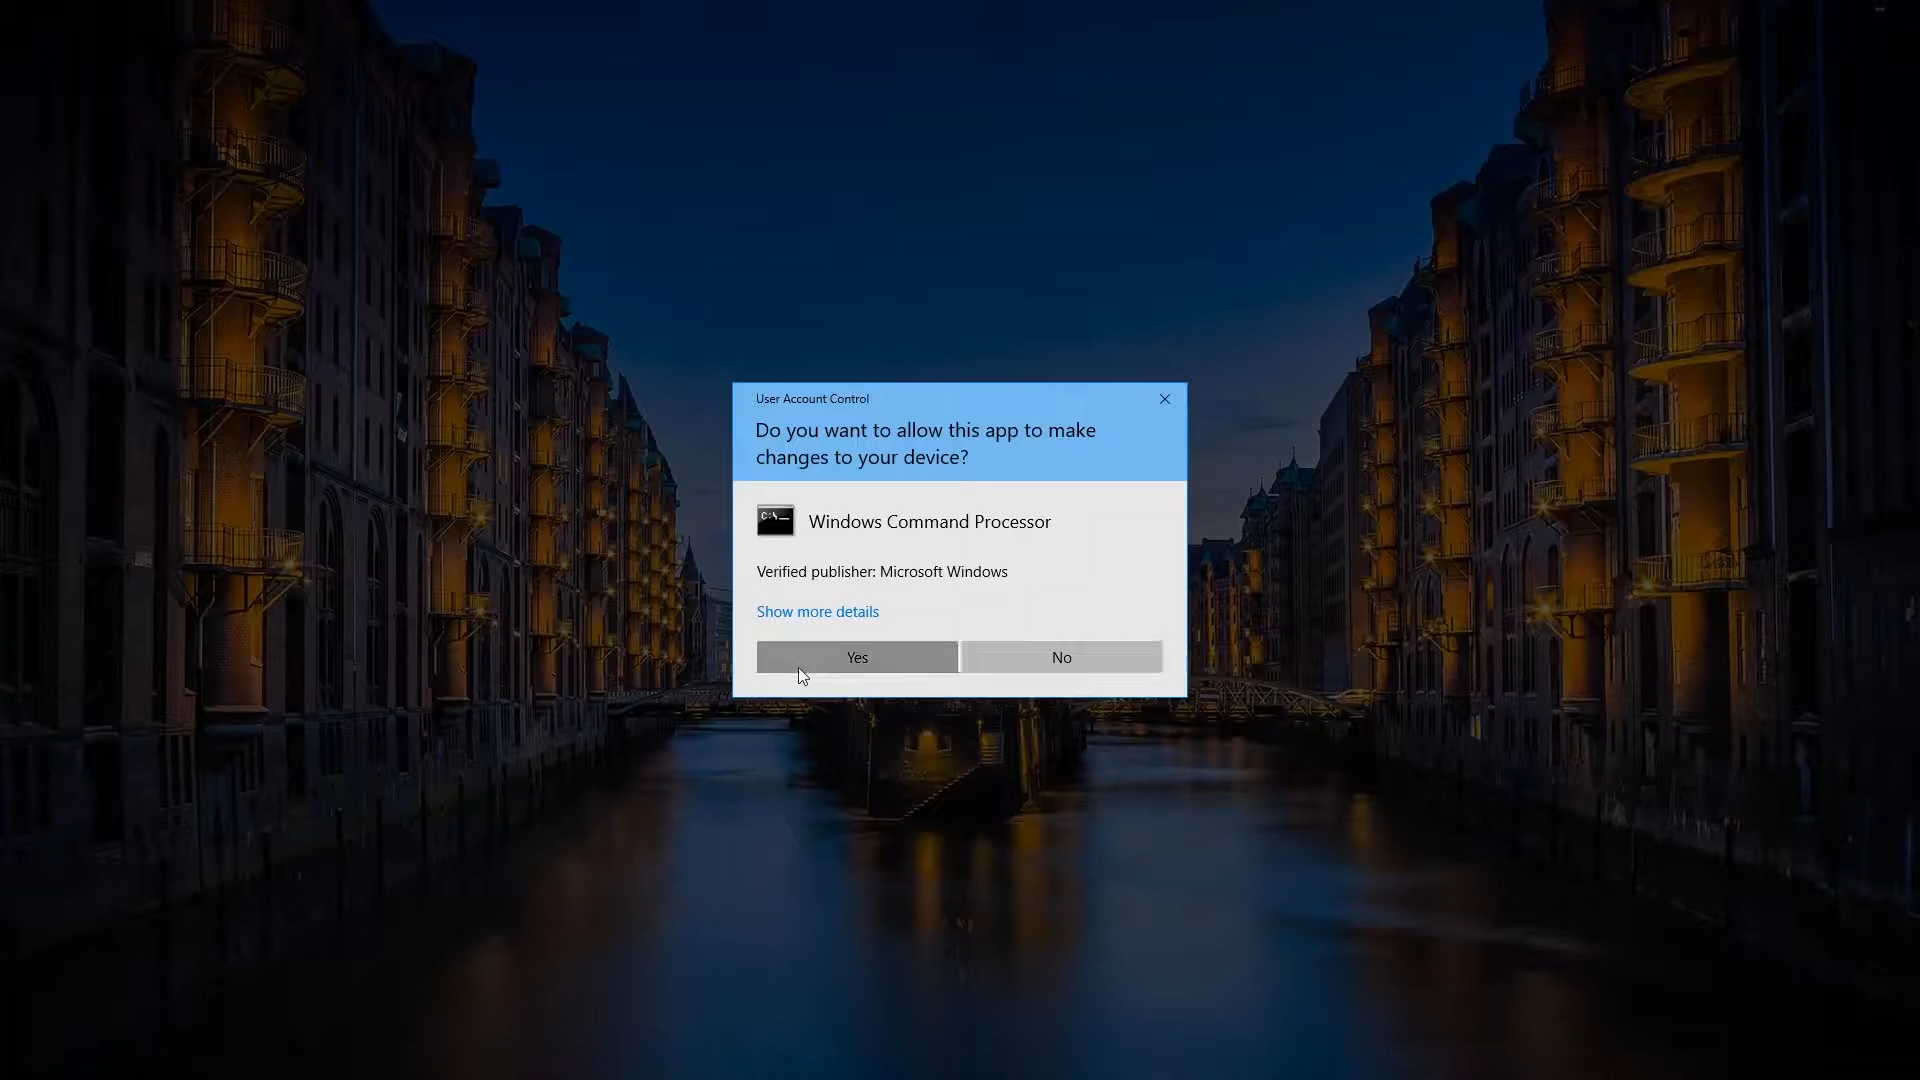 User Account Control
Do you want to allow this app to make
changes to your device?
C:\_
Windows Command Processor
Verified publisher: Microsoft Windows
Show more details
Yes
No